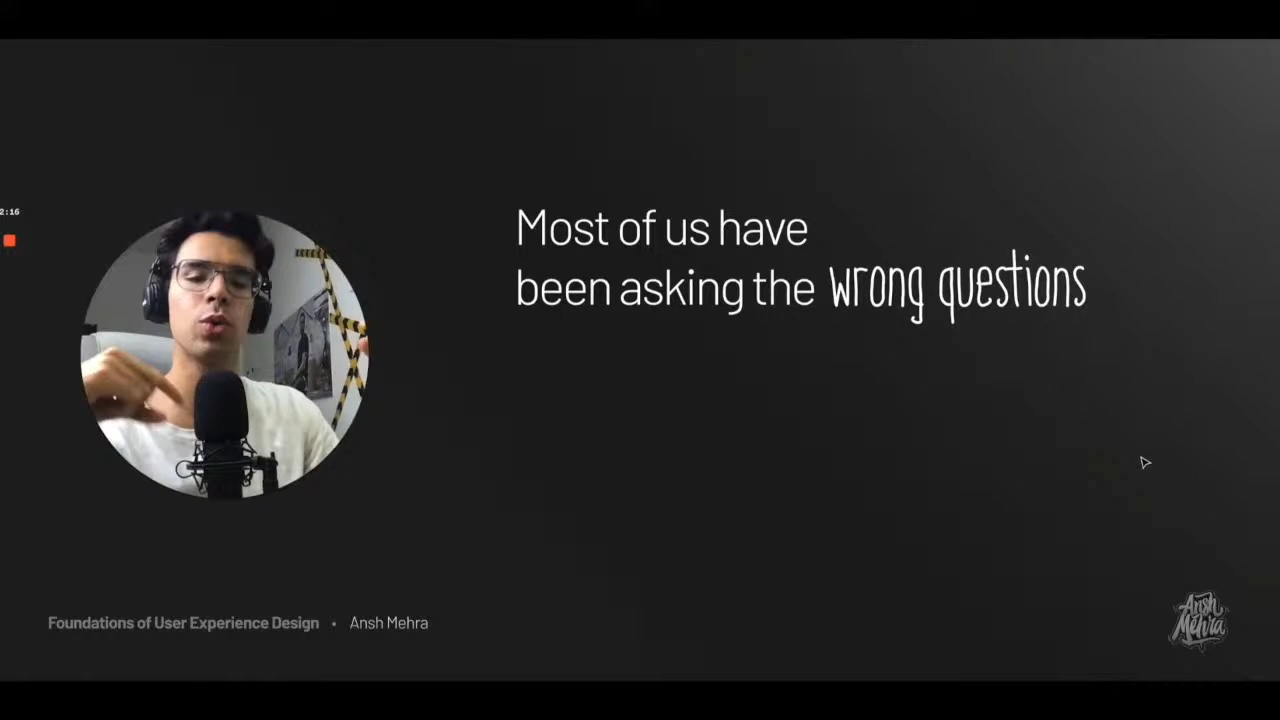 Most of us have
been asking the wrong questions
2:16
Foundations of User Experience Design • Ansh Mehra
Ansh
Mehra